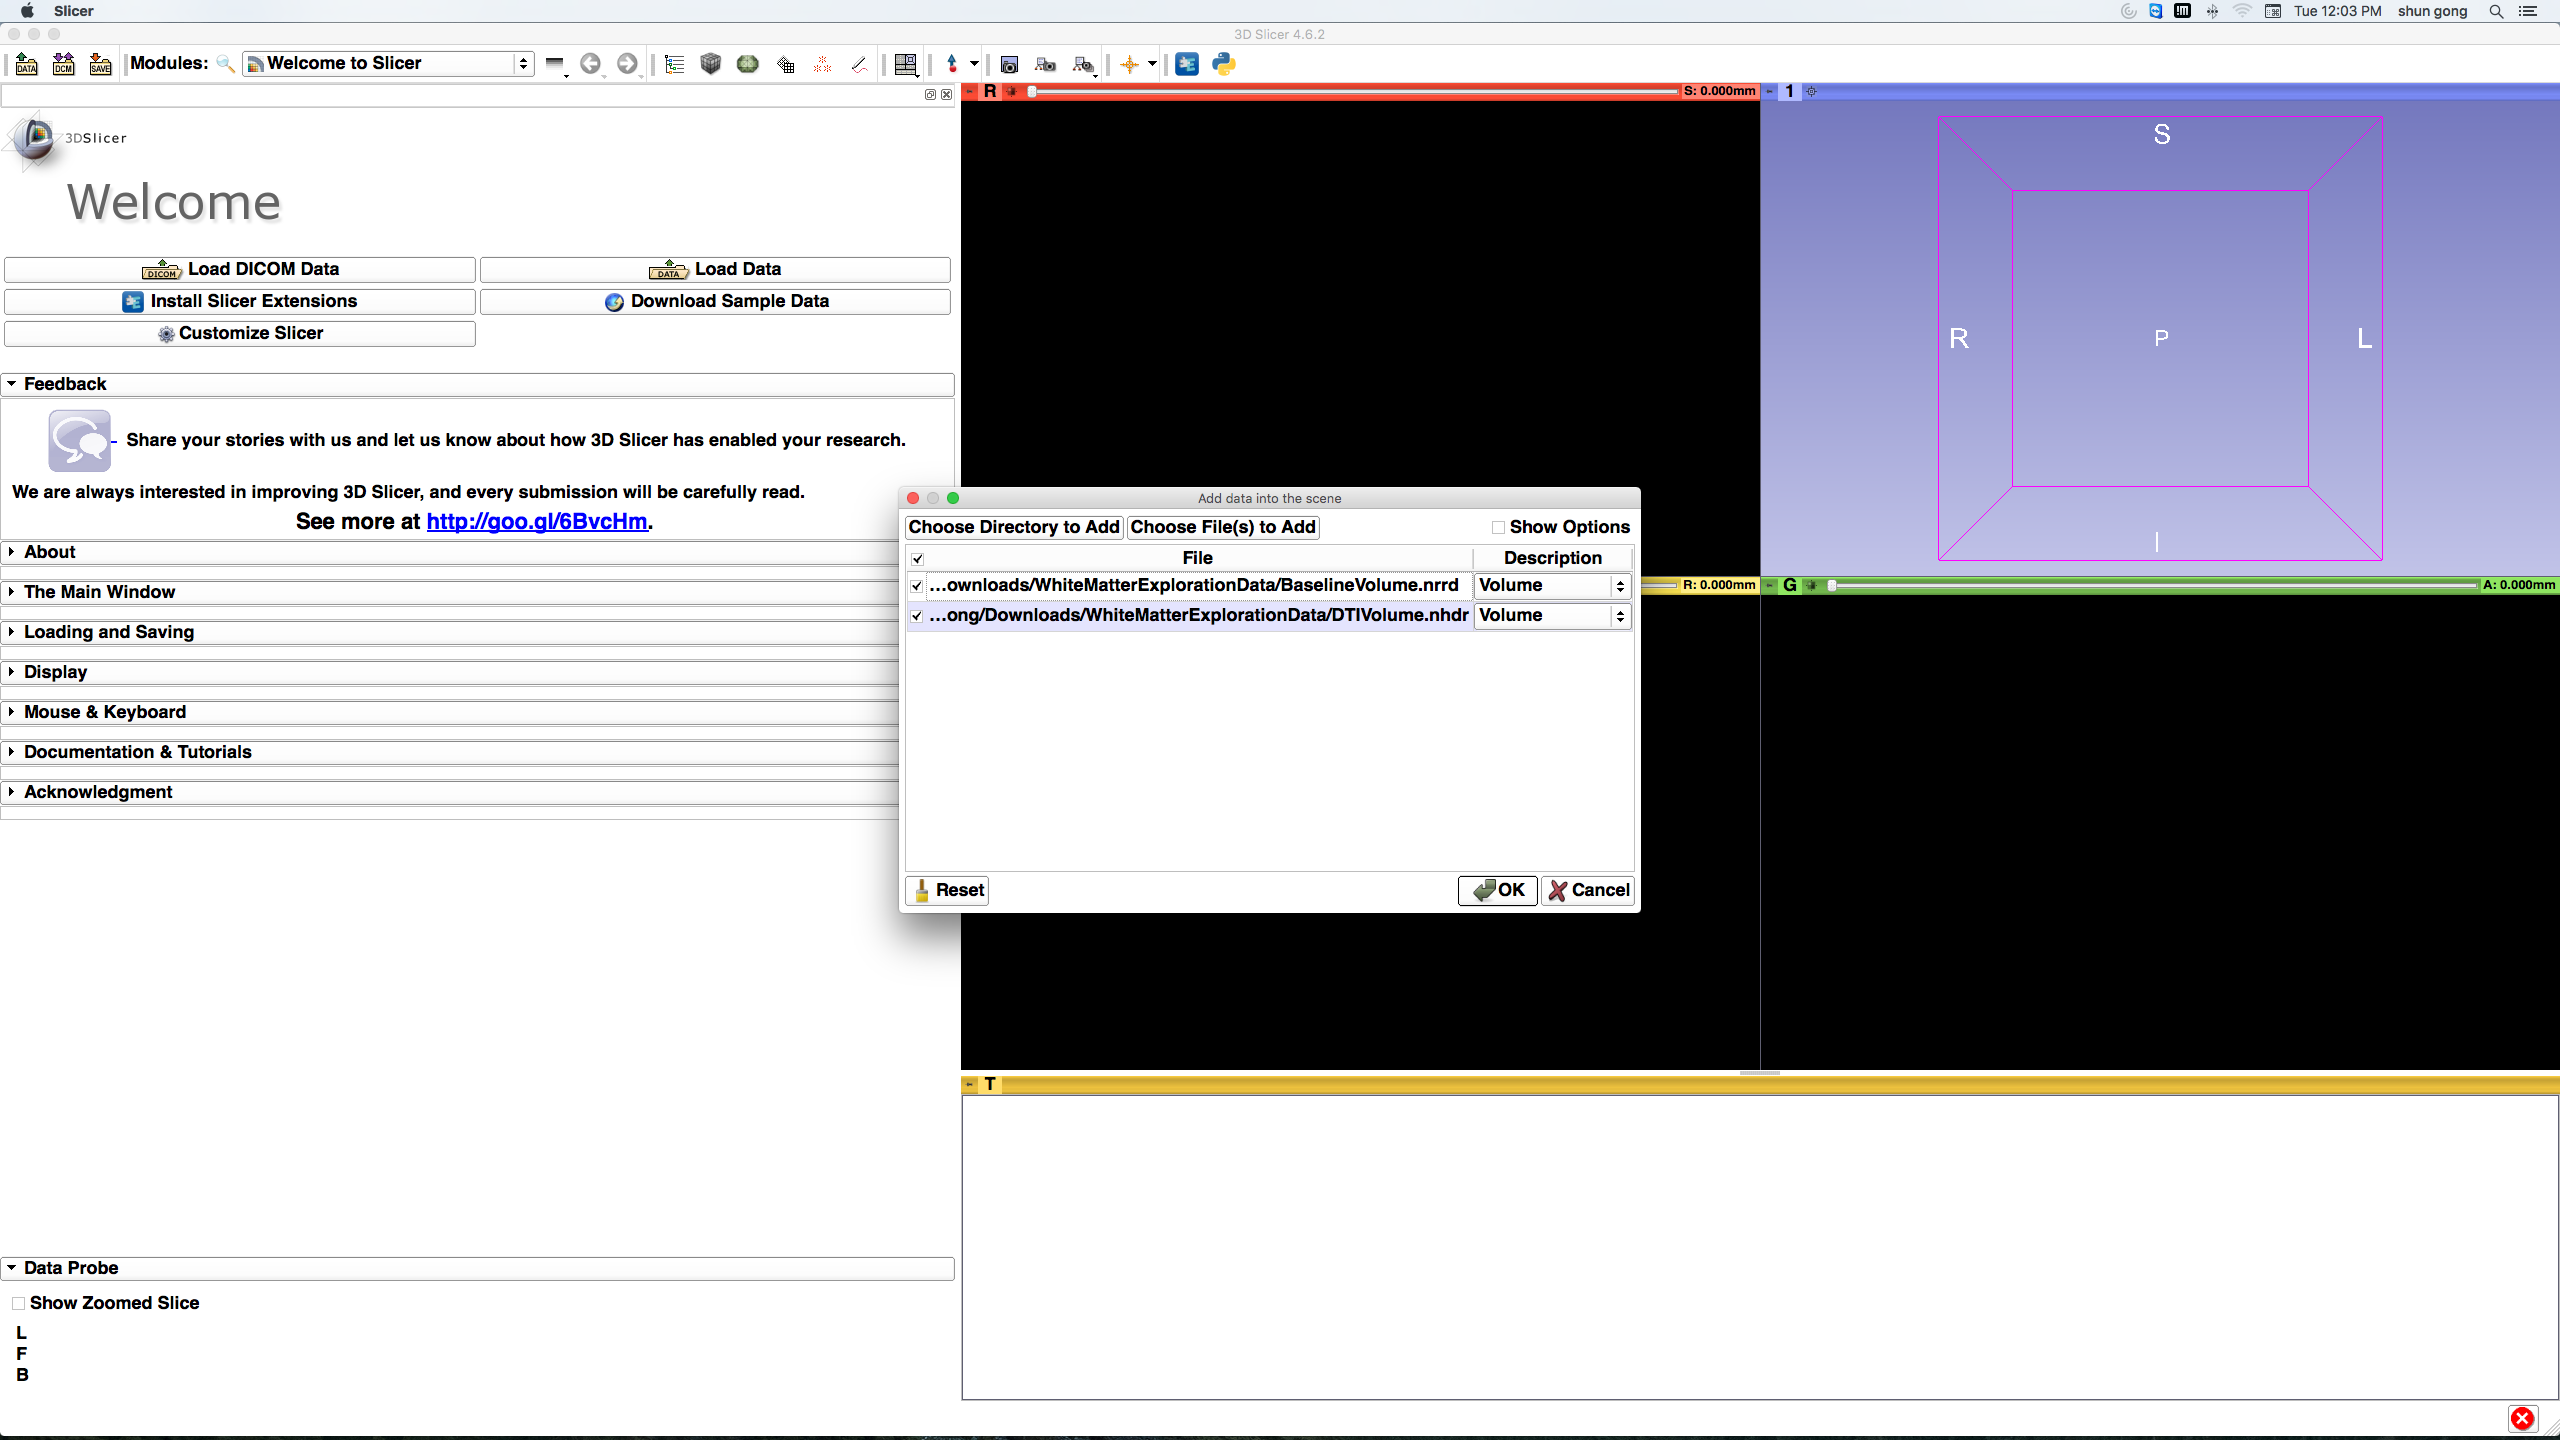 Slicer
Tue 12:03 PM shun gong
3D Slicer 4.6.2
DATA DCM SAVE Modules: Welcome to Slicer
R S: 0.000mm
1
3DSlicer
Welcome
DICOM Load DICOM Data
DATA Load Data
Install Slicer Extensions
Download Sample Data
Customize Slicer
Feedback
Share your stories with us and let us know about how 3D Slicer has enabled your research.
We are always interested in improving 3D Slicer, and every submission will be carefully read.
See more at http://goo.gl/6BvcHm.
About
The Main Window
Loading and Saving
Display
Mouse & Keyboard
Documentation & Tutorials
Acknowledgment
S
R
P
L
I
Add data into the scene
Choose Directory to Add Choose File(s) to Add Show Options
File Description
...ownloads/WhiteMatterExplorationData/BaselineVolume.nrrd Volume
...ong/Downloads/WhiteMatterExplorationData/DTIVolume.nhdr Volume
Reset OK Cancel
R: 0.000mm
G A: 0.000mm
T
Data Probe
Show Zoomed Slice
L
F
B